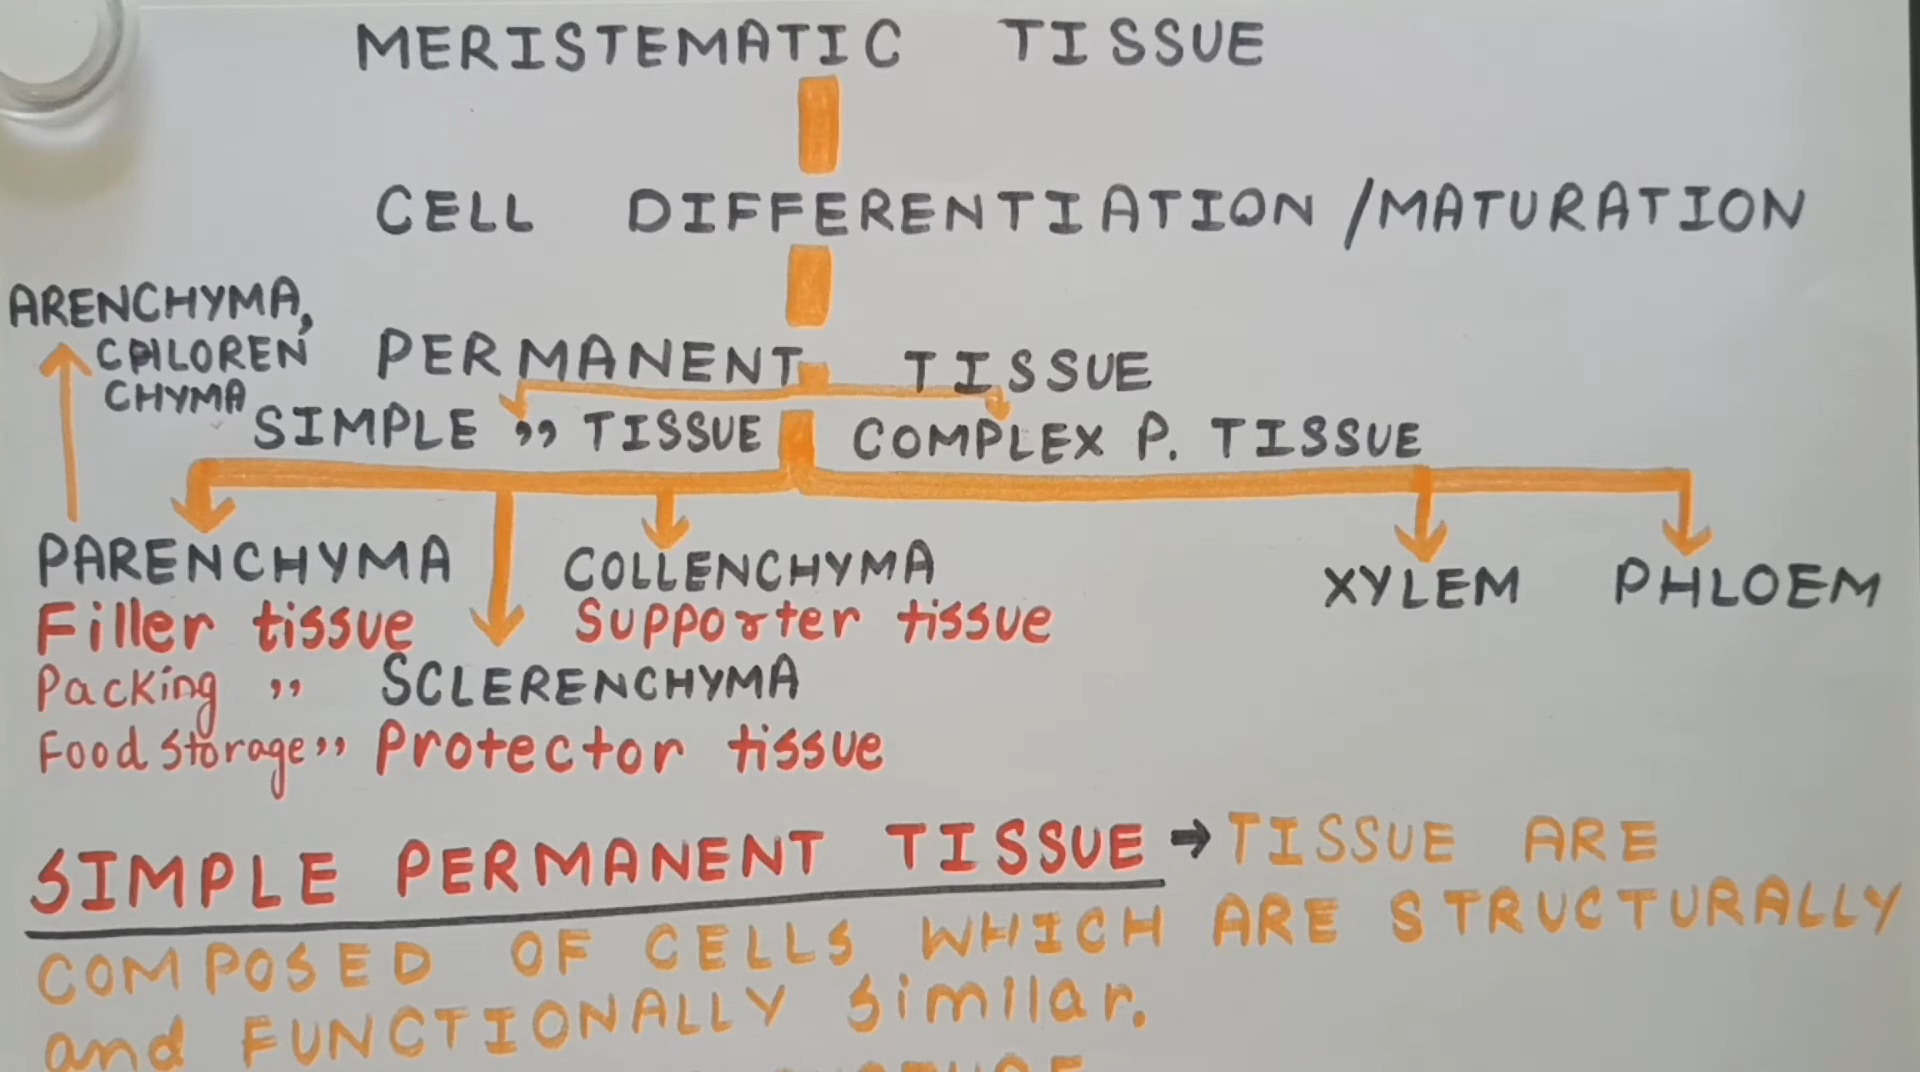 MERISTEMATIC TISSUE
CELL DIFFERENTIATION /MATURATION
ARENCHYMA,
CHLOREN
CHYMA
PERMANENT TISSUE
SIMPLE ,, TISSUE
COMPLEX P. TISSUE
PARENCHYMA
Filler tissue
Packing ,,
Food Storage ,,
COLLENCHYMA
Supporter tissue
SCLERENCHYMA
Protector tissue
XYLEM
PHLOEM
SIMPLE PERMANENT TISSUE → TISSUE ARE
COMPOSED OF CELLS WHICH ARE STRUCTURALLY
and FUNCTIONALLY Similar.